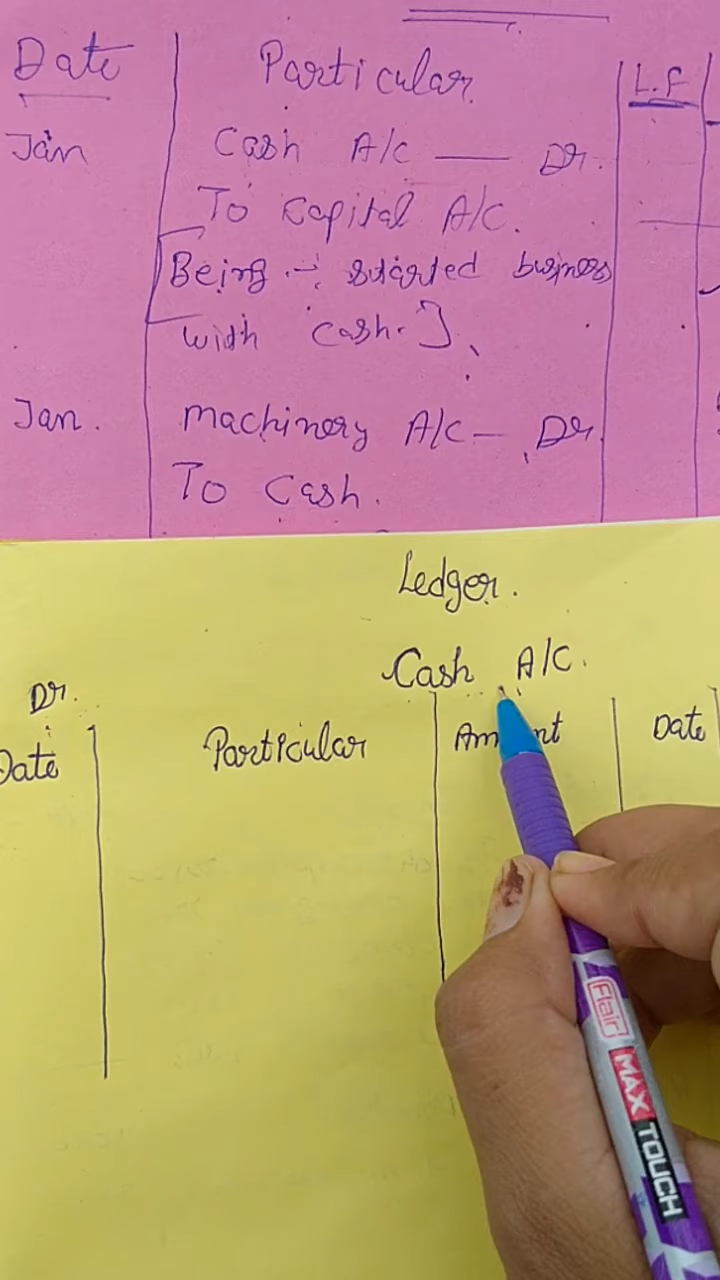 Date Particular L.F
Jan Cash A/c — Dr.
To Capital A/C.
[Being :- started business
with cash.]
Jan. Machinery A/C — Dr.
To Cash.
Ledger.
Cash A/C.
Dr.
Date Particular Date
Flair
MAX TOUCH